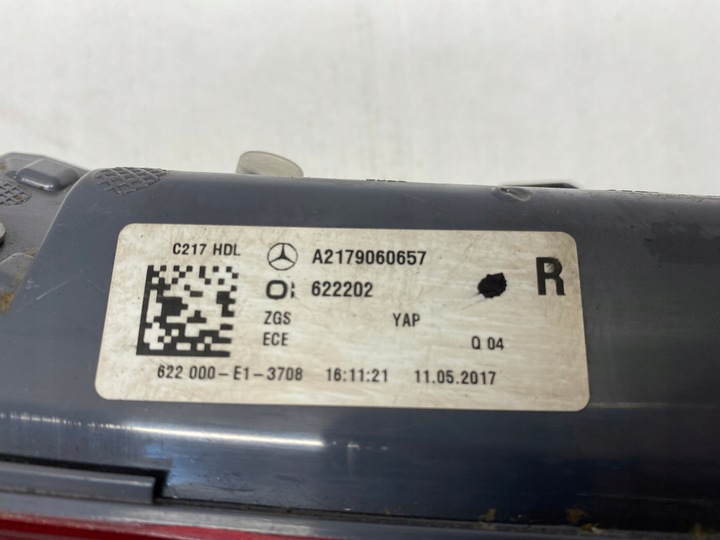 C217 HDL A2179060657
622202 R
ZGS YAP
ECE Q 04
622 000-E1-3708 16:11:21 11.05.2017